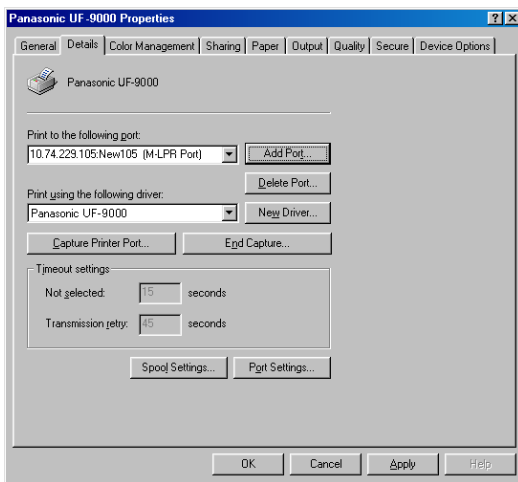 Panasonic UF-9000 Properties
General Details Color Management Sharing Paper Output Quality Secure Device Options
Panasonic UF-9000
Print to the following port:
10.74.229.105:New105 (M-LPR Port) Add Port...
Delete Port...
Print using the following driver:
Panasonic UF-9000 New Driver...
Capture Printer Port... End Capture...
Timeout settings
Not selected: 15 seconds
Transmission retry: 45 seconds
Spool Settings... Port Settings...
OK Cancel Apply Help